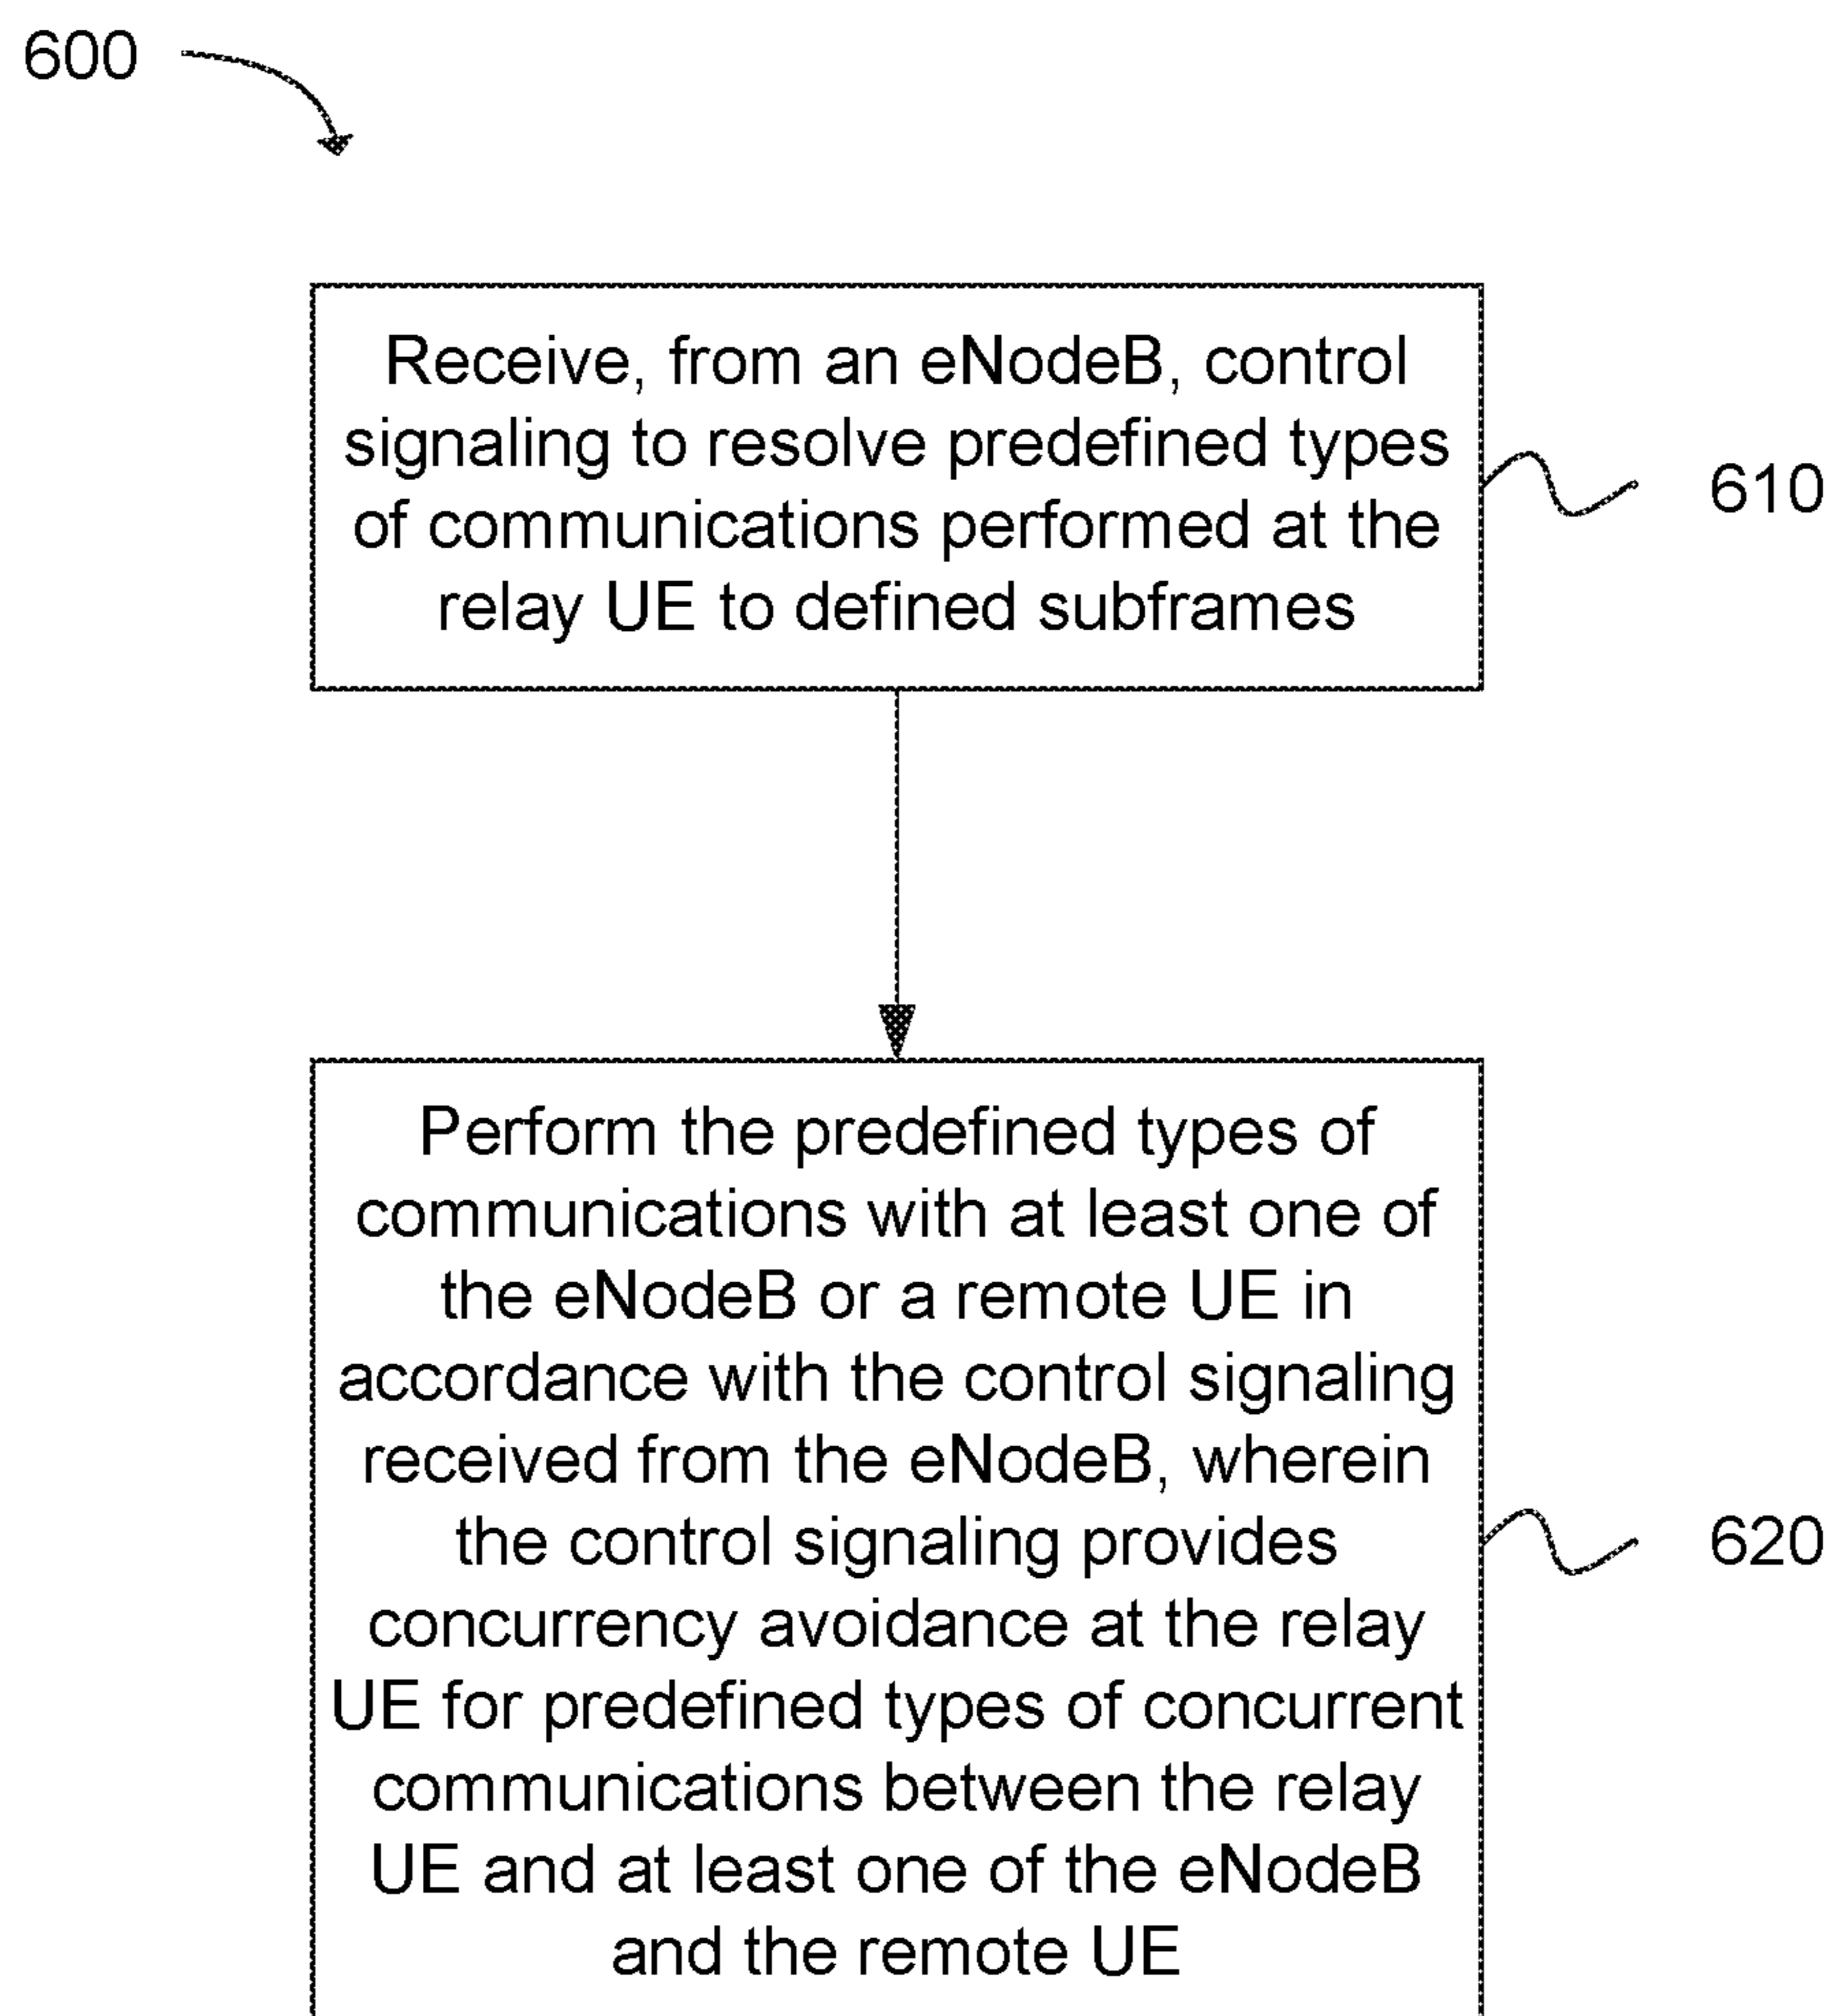 600
Receive, from an eNodeB, control
signaling to resolve predefined types
of communications performed at the
relay UE to defined subframes
610
Perform the predefined types of
communications with at least one of
the eNodeB or a remote UE in
accordance with the control signaling
received from the eNodeB, wherein
the control signaling provides
concurrency avoidance at the relay
UE for predefined types of concurrent
communications between the relay
UE and at least one of the eNodeB
and the remote UE
620